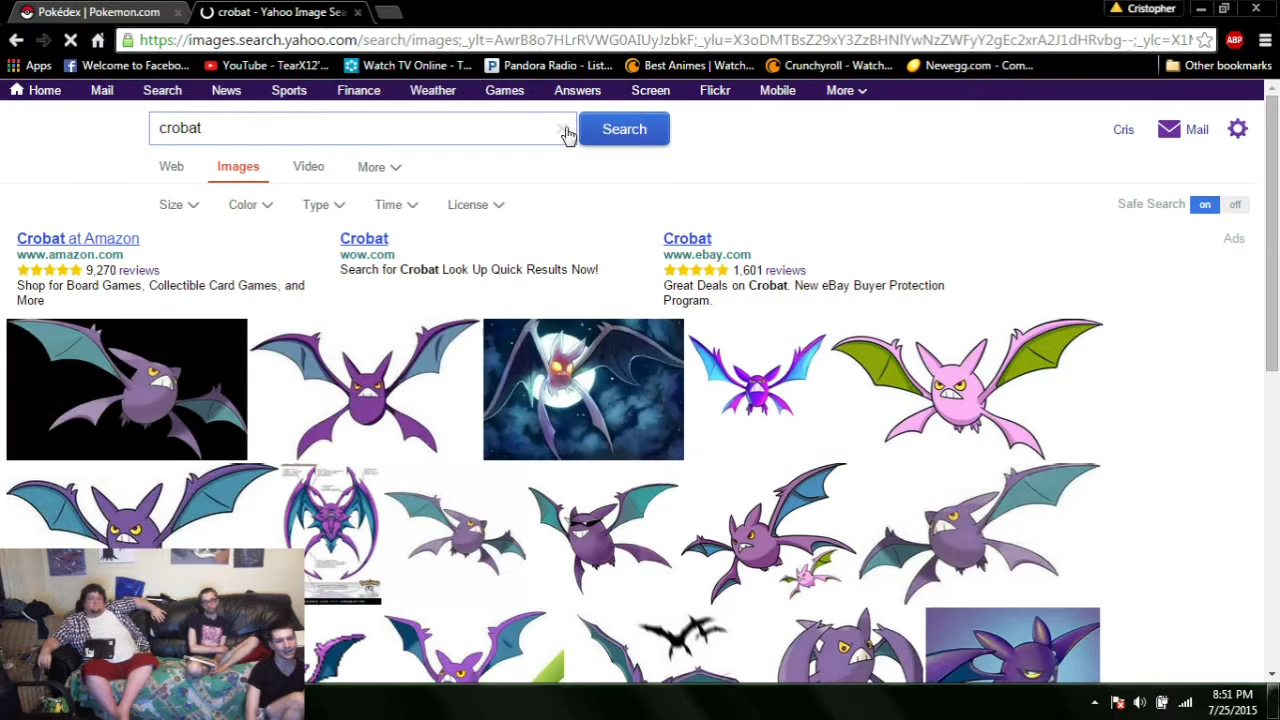 Pokédex | Pokemon.com
crobat - Yahoo Image Sea
Cristopher
https://images.search.yahoo.com/search/images;_ylt=AwrB8o7HLrRVWG0AIUyJzbkF;_ylu=X3oDMTBsZ29xY3ZzBHNlYwNzZWFyY2gEc2xrA2J1dHRvbg--;_ylc=X1M
ABP
Apps
Welcome to Facebo...
YouTube - TearX12'...
Watch TV Online - T...
Pandora Radio - List...
Best Animes | Watc...
Crunchyroll - Watch...
Newegg.com - Com...
Other bookmarks
Home Mail Search News Sports Finance Weather Games Answers Screen Flickr Mobile More
crobat
Search
Cris
Mail
Web Images Video More
Size Color Type Time License
Safe Search on off
Crobat at Amazon
www.amazon.com
9,270 reviews
Shop for Board Games, Collectible Card Games, and
More
Crobat
wow.com
Search for Crobat Look Up Quick Results Now!
Crobat
www.ebay.com
1,601 reviews
Great Deals on Crobat. New eBay Buyer Protection
Program.
Ads
8:51 PM
7/25/2015